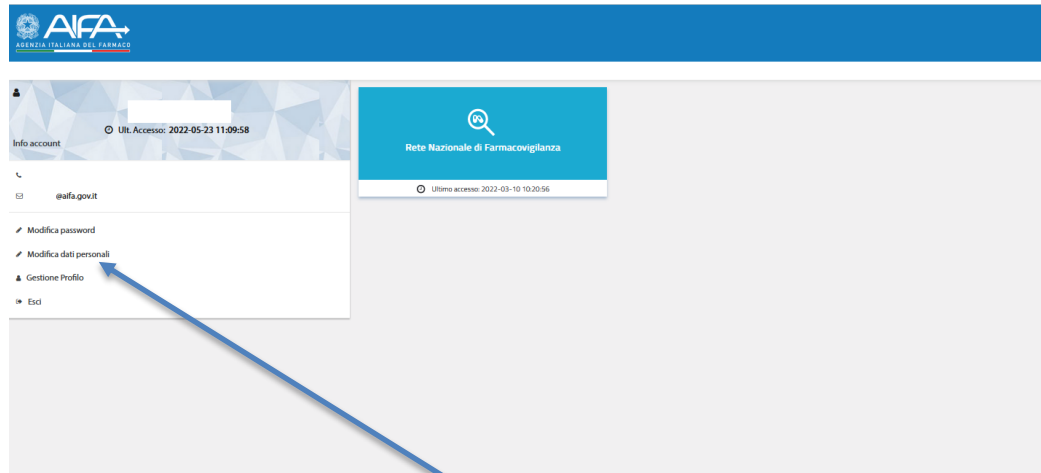 AIFA
AGENZIA ITALIANA DEL FARMACO
Ult. Accesso: 2022-05-23 11:09:58
Info account
@aifa.gov.it
Modifica password
Modifica dati personali
Gestione Profilo
Esci
Rete Nazionale di Farmacovigilanza
Ultimo accesso: 2022-03-10 10:20:56